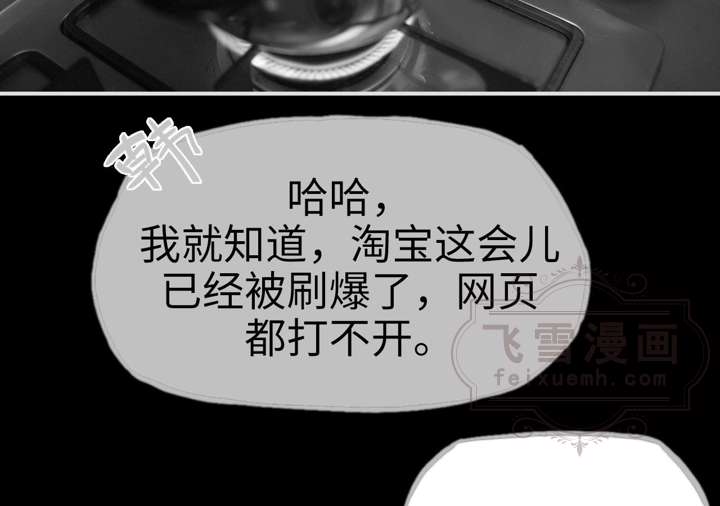 韩
哈哈，
我就知道，淘宝这会儿
已经被刷爆了，网页
都打不开。
飞雪漫画
feixuemh.com